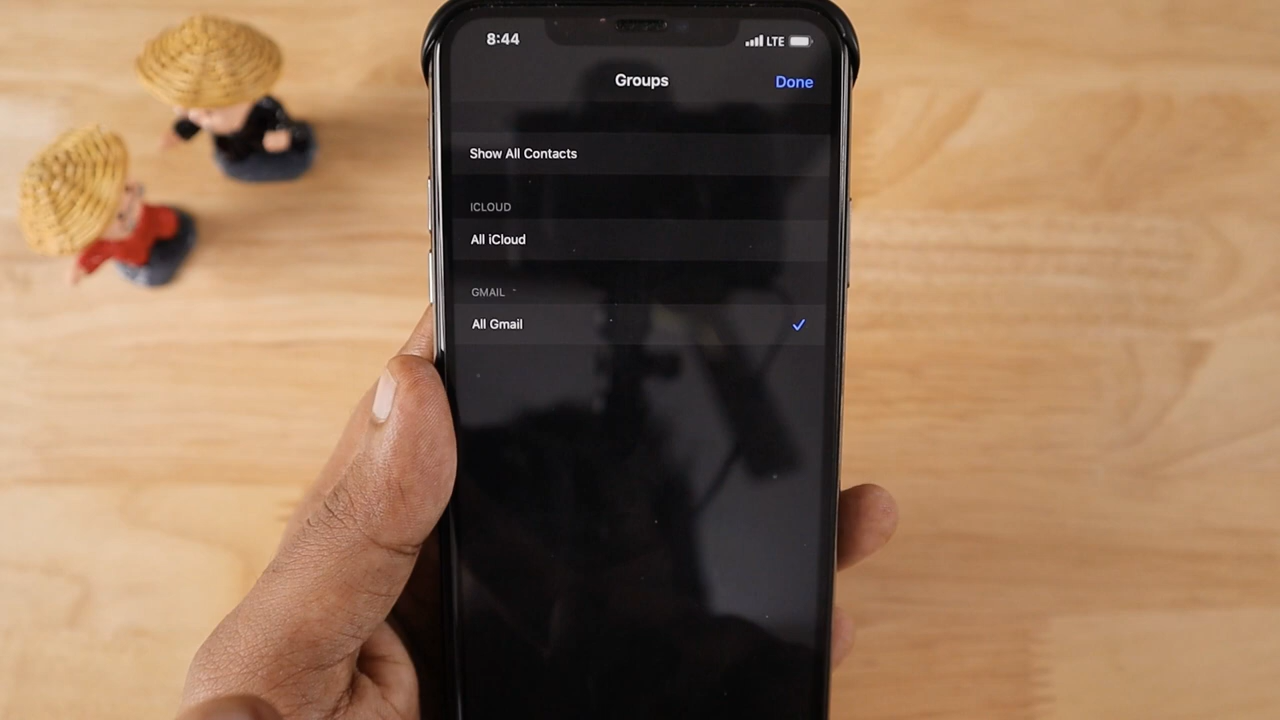 8:44
LTE
Groups
Done
Show All Contacts
ICLOUD
All iCloud
GMAIL
All Gmail